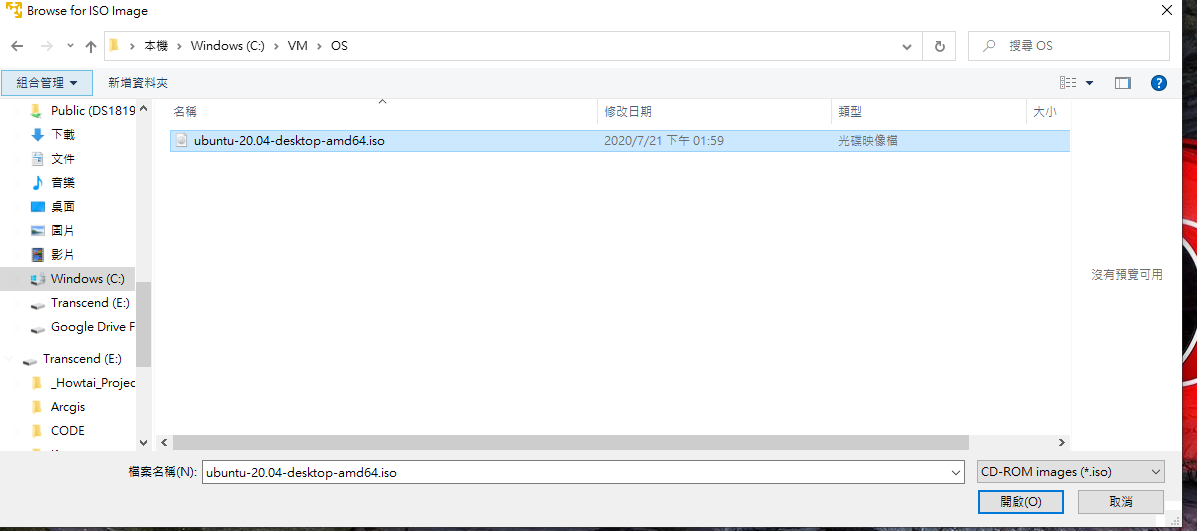 Browse for ISO Image
本機 > Windows (C:) > VM > OS
搜尋 OS
組合管理
新增資料夾
Public (DS1819
下載
文件
音樂
桌面
圖片
影片
Windows (C:)
Transcend (E:)
Google Drive F
Transcend (E:)
_Howtai_Projec
Arcgis
CODE
名稱 修改日期 類型 大小
ubuntu-20.04-desktop-amd64.iso 2020/7/21 下午 01:59 光碟映像檔
沒有預覽可用
檔案名稱(N): ubuntu-20.04-desktop-amd64.iso
CD-ROM images (*.iso)
開啟(O)
取消